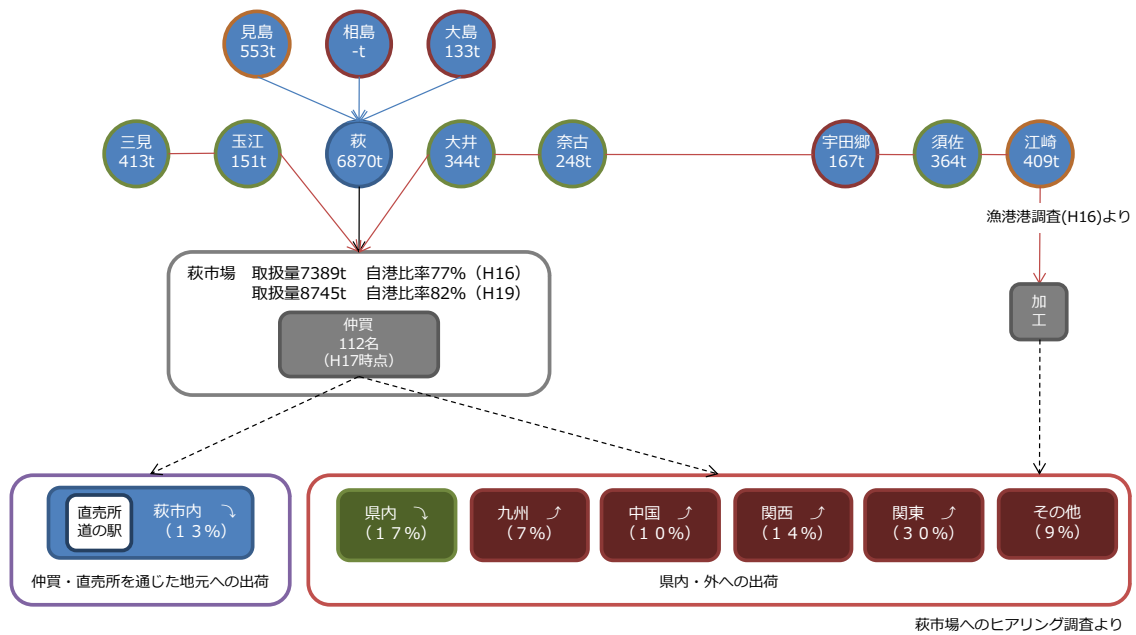 見島
553t
相島
-t
大島
133t
三見
413t
玉江
151t
萩
6870t
大井
344t
奈古
248t
宇田郷
167t
須佐
364t
江崎
409t
漁港港調査(H16)より
萩市場 取扱量7389t 自港比率77%（H16）
取扱量8745t 自港比率82%（H19）
仲買
112名
（H17時点）
加
工
直売所
道の駅
萩市内 ⤵
（１３%）
仲買・直売所を通じた地元への出荷
県内 ⤵
（１７%）
九州 ⤴
（７%）
中国 ⤴
（１０%）
関西 ⤴
（１４%）
関東 ⤴
（３０%）
その他
（９%）
県内・外への出荷
萩市場へのヒアリング調査より